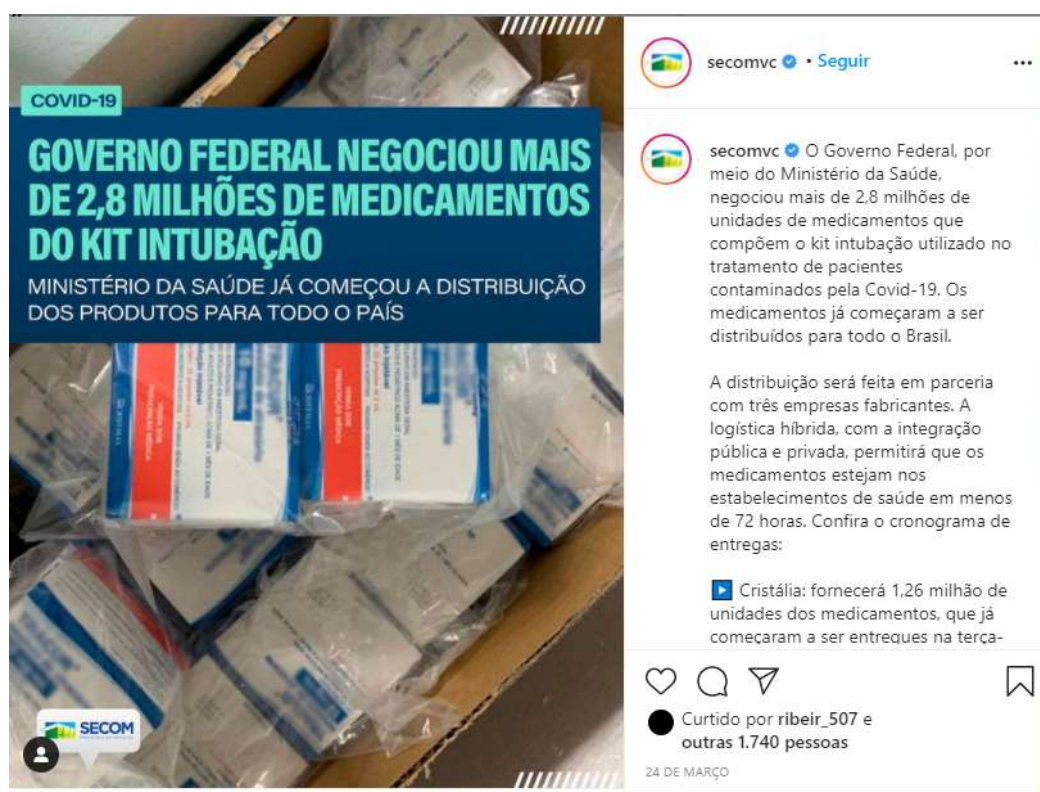 COVID-19
GOVERNO FEDERAL NEGOCIOU MAIS
DE 2,8 MILHÕES DE MEDICAMENTOS
DO KIT INTUBAÇÃO
MINISTÉRIO DA SAÚDE JÁ COMEÇOU A DISTRIBUIÇÃO
DOS PRODUTOS PARA TODO O PAÍS
VENDA SOB
PRESCRIÇÃO MÉDICA
SECOM
secomvc • Seguir
secomvc O Governo Federal, por
meio do Ministério da Saúde,
negociou mais de 2,8 milhões de
unidades de medicamentos que
compõem o kit intubação utilizado no
tratamento de pacientes
contaminados pela Covid-19. Os
medicamentos já começaram a ser
distribuídos para todo o Brasil.
A distribuição será feita em parceria
com três empresas fabricantes. A
logística híbrida, com a integração
pública e privada, permitirá que os
medicamentos estejam nos
estabelecimentos de saúde em menos
de 72 horas. Confira o cronograma de
entregas:
Cristália: fornecerá 1,26 milhão de
unidades dos medicamentos, que já
começaram a ser entregues na terça-
Curtido por ribeir_507 e
outras 1.740 pessoas
24 DE MARÇO